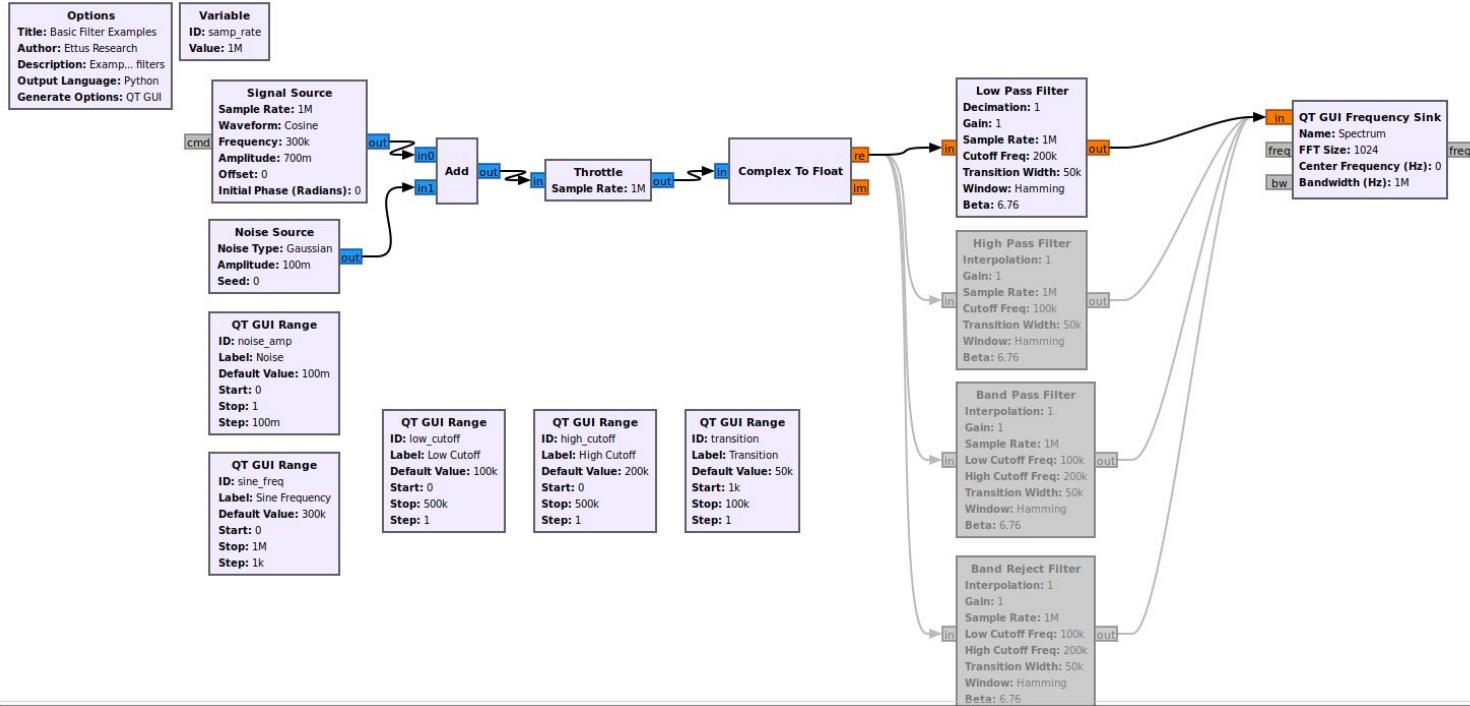 Options
Title: Basic Filter Examples
Author: Ettus Research
Description: Examp... filters
Output Language: Python
Generate Options: QT GUI
Variable
ID: samp_rate
Value: 1M
Signal Source
Sample Rate: 1M
Waveform: Cosine
Frequency: 300k
Amplitude: 700m
Offset: 0
Initial Phase (Radians): 0
cmd
out
Noise Source
Noise Type: Gaussian
Amplitude: 100m
Seed: 0
out
in0
in1
Add
out
in
Throttle
Sample Rate: 1M
out
in
Complex To Float
re
im
in
Low Pass Filter
Decimation: 1
Gain: 1
Sample Rate: 1M
Cutoff Freq: 200k
Transition Width: 50k
Window: Hamming
Beta: 6.76
out
in
High Pass Filter
Interpolation: 1
Gain: 1
Sample Rate: 1M
Cutoff Freq: 100k
Transition Width: 50k
Window: Hamming
Beta: 6.76
out
in
Band Pass Filter
Interpolation: 1
Gain: 1
Sample Rate: 1M
Low Cutoff Freq: 100k
High Cutoff Freq: 200k
Transition Width: 50k
Window: Hamming
Beta: 6.76
out
in
Band Reject Filter
Interpolation: 1
Gain: 1
Sample Rate: 1M
Low Cutoff Freq: 100k
High Cutoff Freq: 200k
Transition Width: 50k
Window: Hamming
Beta: 6.76
out
in
freq
bw
QT GUI Frequency Sink
Name: Spectrum
FFT Size: 1024
Center Frequency (Hz): 0
Bandwidth (Hz): 1M
freq
QT GUI Range
ID: noise_amp
Label: Noise
Default Value: 100m
Start: 0
Stop: 1
Step: 100m
QT GUI Range
ID: sine_freq
Label: Sine Frequency
Default Value: 300k
Start: 0
Stop: 1M
Step: 1k
QT GUI Range
ID: low_cutoff
Label: Low Cutoff
Default Value: 100k
Start: 0
Stop: 500k
Step: 1
QT GUI Range
ID: high_cutoff
Label: High Cutoff
Default Value: 200k
Start: 0
Stop: 500k
Step: 1
QT GUI Range
ID: transition
Label: Transition
Default Value: 50k
Start: 1k
Stop: 100k
Step: 1